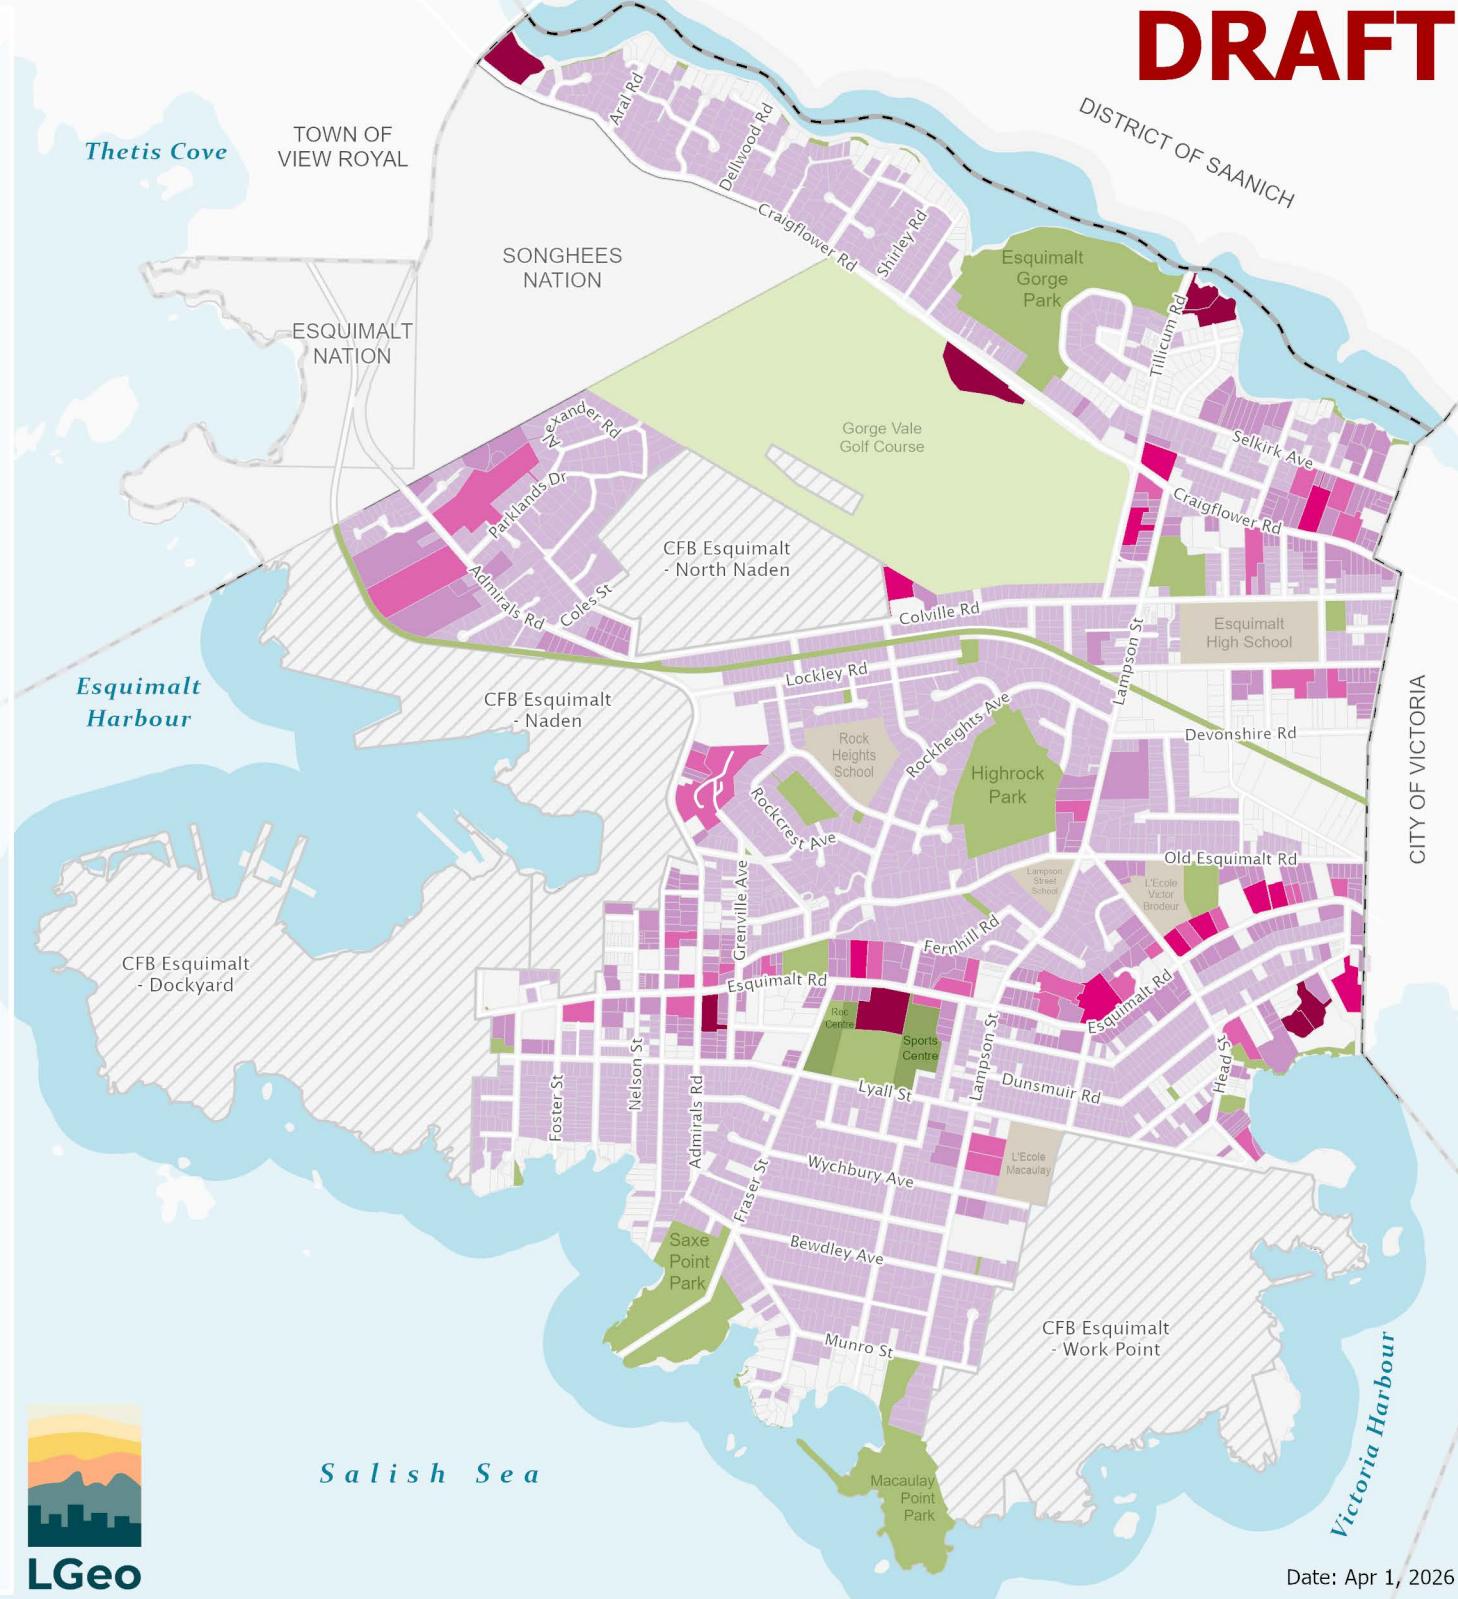 DRAFT
DISTRICT OF SAANICH
TOWN OF
VIEW ROYAL
Thetis Cove
Aral Rd
Dellwood Rd
Craigflower Rd
Shirley Rd
SONGHEES
NATION
Esquimalt
Gorge
Park
Tillicum Rd
ESQUIMALT
NATION
Alexander Rd
Gorge Vale
Golf Course
Selkirk Ave
Parklands Dr
Craigflower Rd
CFB Esquimalt
- North Naden
Admirals Rd
Coles St
Colville Rd
Esquimalt
High School
Lampson St
Lockley Rd
Esquimalt
Harbour
CFB Esquimalt
- Naden
CITY OF VICTORIA
Devonshire Rd
Rock
Heights
School
Rockheights Ave
Highrock
Park
Rockcrest Ave
Old Esquimalt Rd
Lampson
Street
School
L'Ecole
Victor
Brodeur
Grenville Ave
Fernhill Rd
CFB Esquimalt
- Dockyard
Esquimalt Rd
Esquimalt Rd
Rec
Centre
Sports
Centre
Lampson St
Head St
Nelson St
Foster St
Admirals Rd
Lyall St
Dunsmuir Rd
L'Ecole
Macaulay
Wychbury Ave
Fraser St
Saxe
Point
Park
Bewdley Ave
CFB Esquimalt
- Work Point
Munro St
Victoria Harbour
Salish Sea
Macaulay
Point
Park
LGeo
Date: Apr 1, 2026